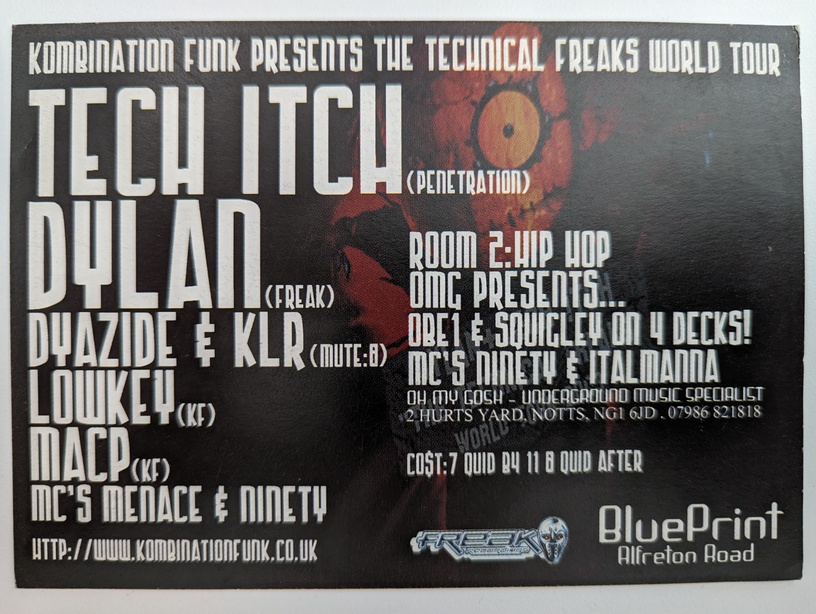 KOMBINATION FUNK PRESENTS THE TECHNICAL FREAKS WORLD TOUR
TECH ITCH (PENETRATION)
DYLAN (FREAK)
DYAZIDE & KLR (MUTE:8)
LOWKEY (KF)
MACP (KF)
MC'S MENACE & NINETY
HTTP://WWW.KOMBINATIONFUNK.CO.UK
ROOM 2:HIP HOP
OMG PRESENTS...
OBE1 & SQUIGLEY ON 4 DECKS!
MC'S NINETY & ITALMANNA
OH MY GOSH - UNDERGROUND MUSIC SPECIALIST
2 HURTS YARD, NOTTS, NG1 6JD . 07986 821818
CO$T:7 QUID B4 11 8 QUID AFTER
FREAK
BluePrint
Alfreton Road